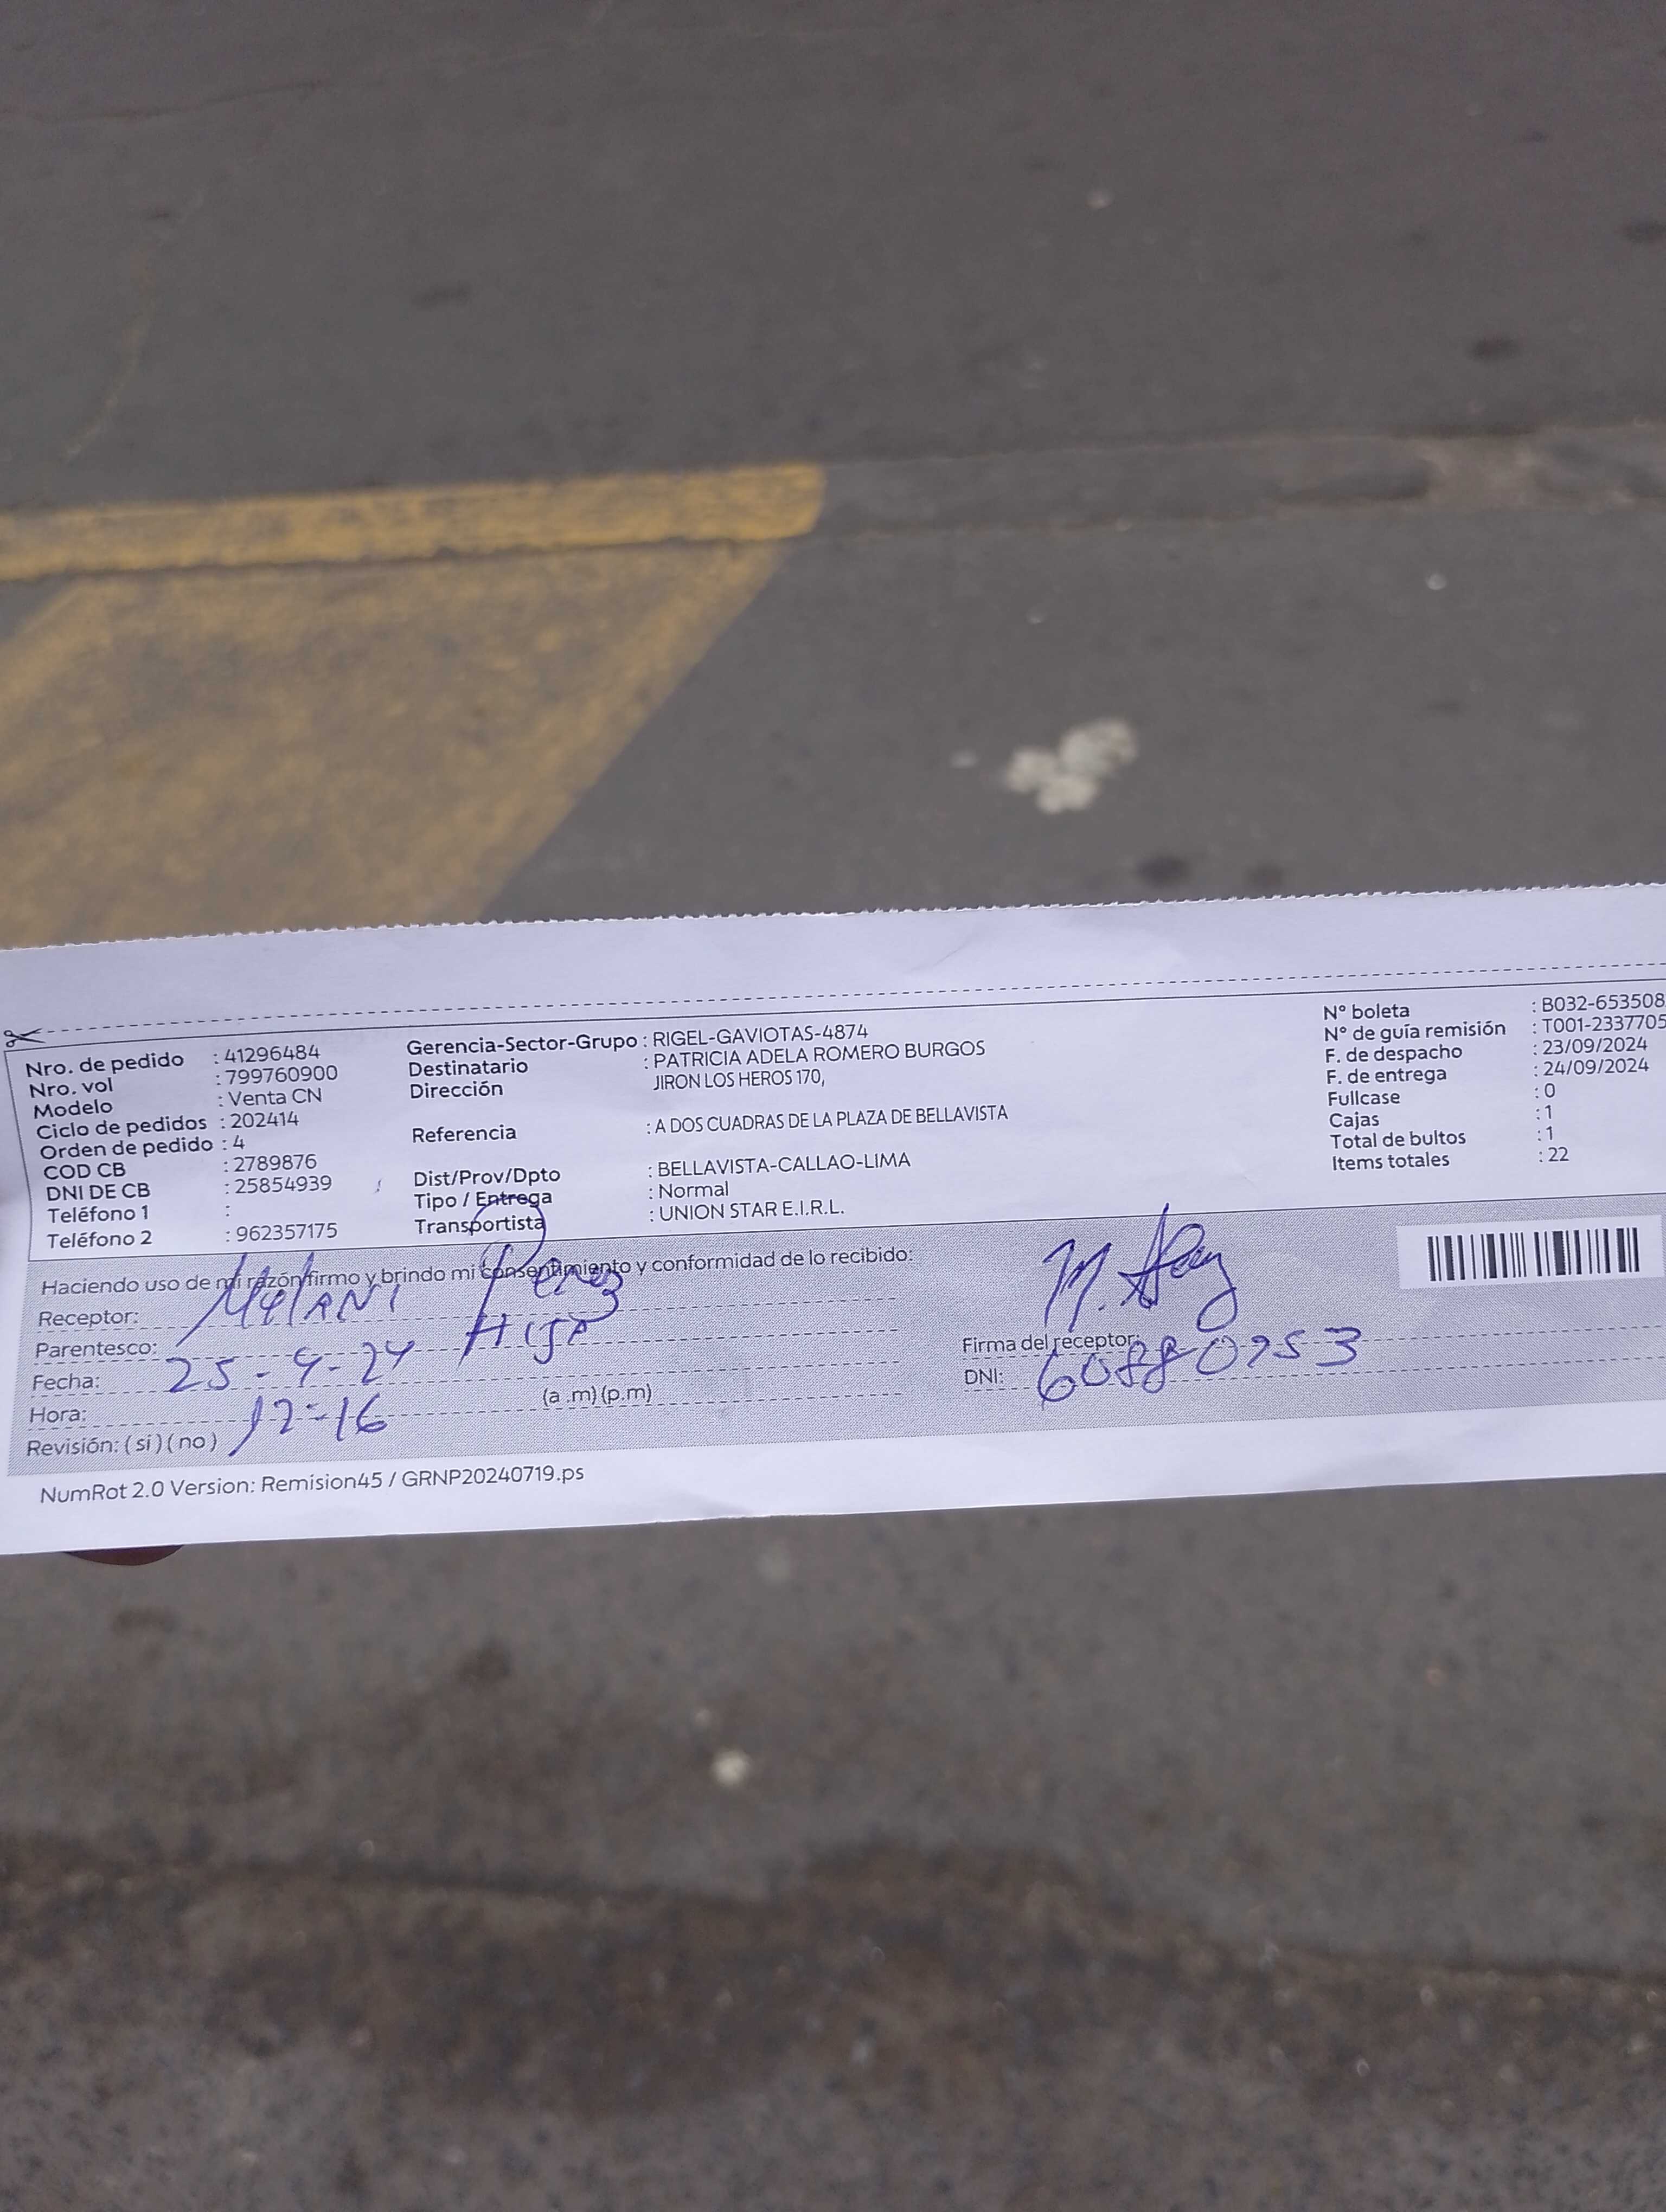 Nro. de pedido : 41296484
Nro. vol : 799760900
Modelo : Venta CN
Ciclo de pedidos : 202414
Orden de pedido : 4
COD CB : 2789876
DNI DE CB : 25854939
Teléfono 1 :
Teléfono 2 : 962357175
Gerencia-Sector-Grupo : RIGEL-GAVIOTAS-4874
Destinatario : PATRICIA ADELA ROMERO BURGOS
Dirección JIRON LOS HEROS 170,
Referencia : A DOS CUADRAS DE LA PLAZA DE BELLAVISTA
Dist/Prov/Dpto : BELLAVISTA-CALLAO-LIMA
Tipo / Entrega : Normal
Transportista : UNION STAR E.I.R.L.
N° boleta : B032-653508
N° de guía remisión : T001-2337705
F. de despacho : 23/09/2024
F. de entrega : 24/09/2024
Fullcase : 0
Cajas : 1
Total de bultos : 1
Items totales : 22
Haciendo uso de mi razón firmo y brindo mi consentimiento y conformidad de lo recibido:
Receptor: Melani Perez
Parentesco: HIJA
Fecha: 25-9-24
Hora: 12-16 (a .m) (p.m)
Revisión: ( si ) ( no )
Firma del receptor:
DNI: 60880953
NumRot 2.0 Version: Remision45 / GRNP20240719.ps